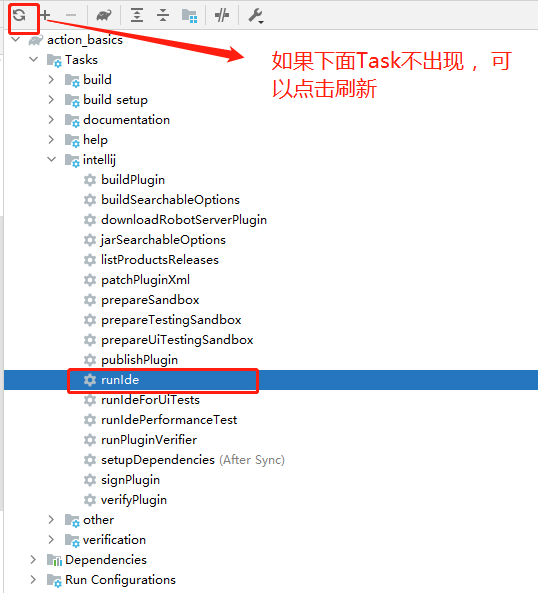 action_basics
Tasks
如果下面Task不出现，可
以点击刷新
build
build setup
documentation
help
intellij
buildPlugin
buildSearchableOptions
downloadRobotServerPlugin
jarSearchableOptions
listProductsReleases
patchPluginXml
prepareSandbox
prepareTestingSandbox
prepareUiTestingSandbox
publishPlugin
runIde
runIdeForUiTests
runIdePerformanceTest
runPluginVerifier
setupDependencies (After Sync)
signPlugin
verifyPlugin
other
verification
Dependencies
Run Configurations